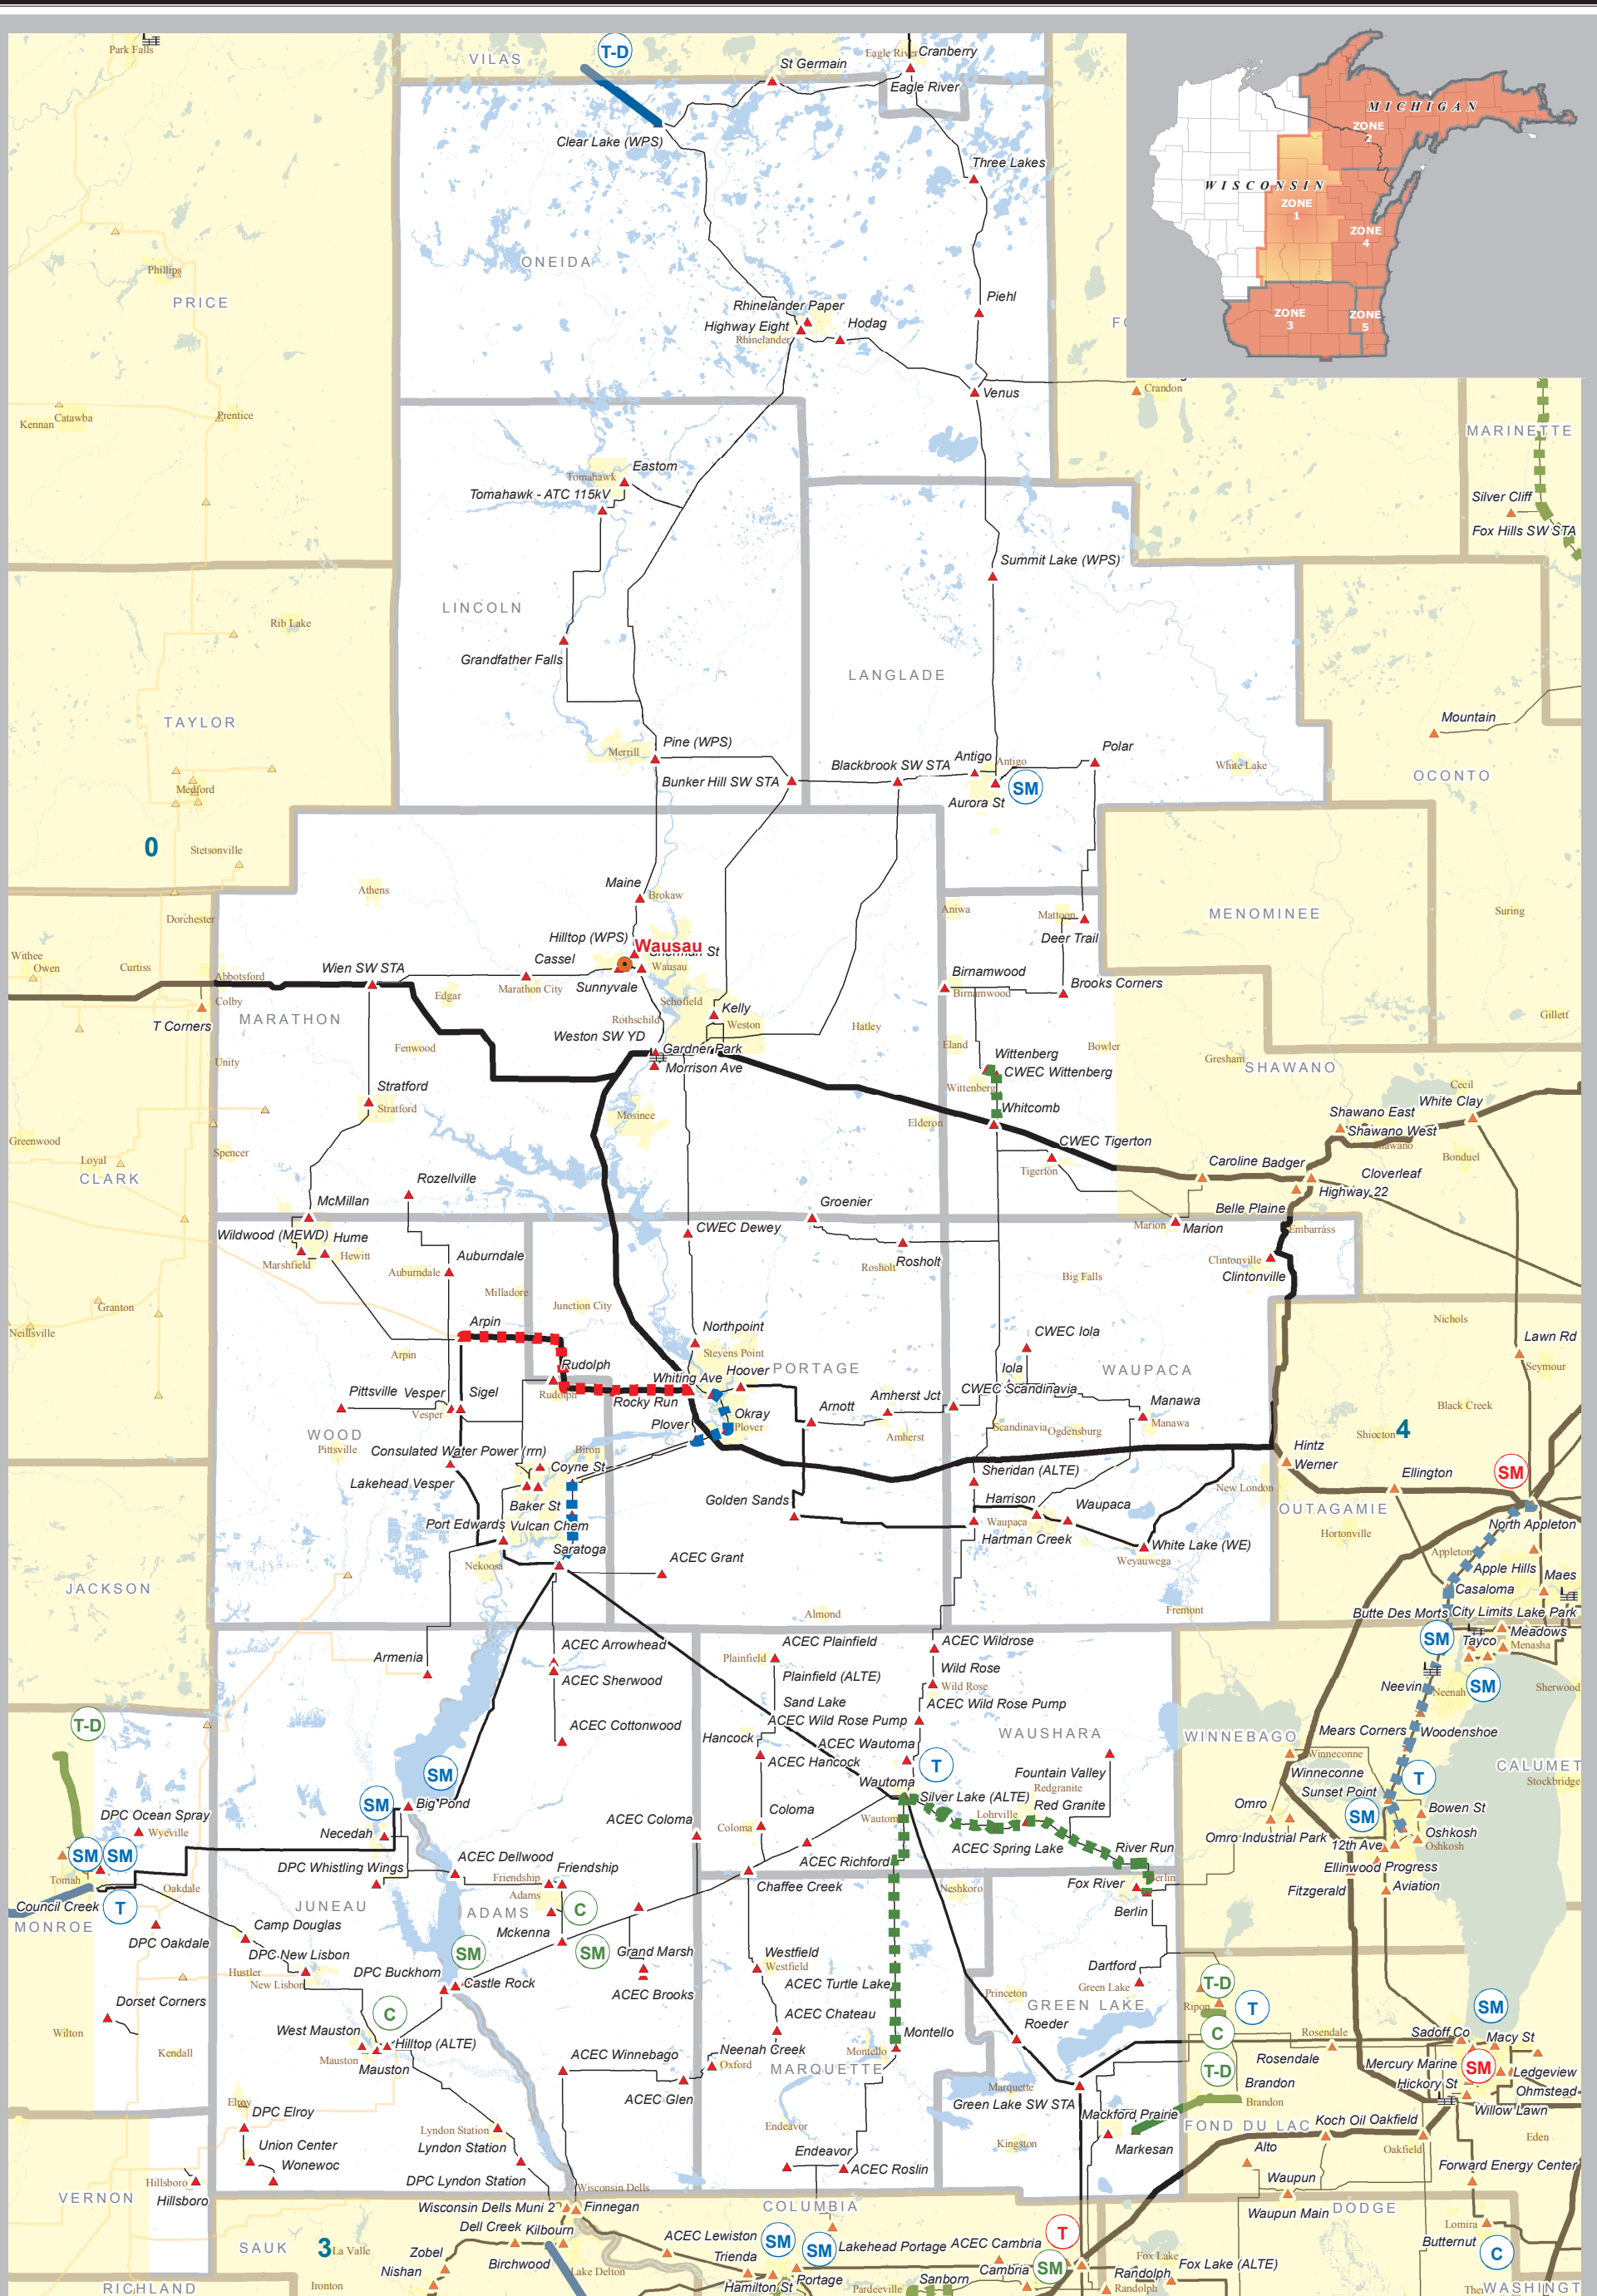 Park Falls
VILAS
T-D
St Germain
Eagle River
Cranberry
Eagle River
Clear Lake (WPS)
Three Lakes
MICHIGAN
ZONE 2
WISCONSIN
ZONE 1
ZONE 4
ZONE 3
ZONE 5
ONEIDA
Phillips
PRICE
Piehl
Rhinelander Paper
Highway Eight
Hodag
Rhinelander
Venus
Crandon
Kennan
Catawba
Prentice
MARINETTE
Eastom
Tomahawk
Tomahawk - ATC 115kV
Silver Cliff
Fox Hills SW STA
Summit Lake (WPS)
LINCOLN
Rib Lake
Grandfather Falls
LANGLADE
TAYLOR
Mountain
Pine (WPS)
Merrill
Bunker Hill SW STA
Blackbrook SW STA
Antigo
Antigo
Polar
White Lake
OCONTO
Medford
Aurora St
SM
0
Stetsonville
Athens
Maine
Brokaw
Dorchester
Aniwa
Mattoon
MENOMINEE
Suring
Deer Trail
Hilltop (WPS)
Wausau
Sherman St
Withee
Owen
Curtiss
Abbotsford
Wien SW STA
Cassel
Wausau
Marathon City
Sunnyvale
Birnamwood
Birnamwood
Brooks Corners
Colby
Edgar
Schofield
Kelly
T Corners
MARATHON
Rothschild
Weston
Hatley
Gillett
Weston SW YD
Gardner Park
Morrison Ave
Fenwood
Unity
Eland
Bowler
Wittenberg
CWEC Wittenberg
Wittenberg
Gresham
SHAWANO
Cecil
White Clay
Stratford
Stratford
Mosinee
Whitcomb
Elderon
Shawano East
Shawano West
Shawano
Bonduel
Greenwood
Loyal
Spencer
CLARK
CWEC Tigerton
Tigerton
Caroline
Badger
Cloverleaf
Highway 22
Belle Plaine
Rozellville
McMillan
Groenier
CWEC Dewey
Marion
Marion
Embarrass
Wildwood (MEWD)
Hume
Hewitt
Marshfield
Auburndale
Auburndale
Rosholt
Rosholt
Clintonville
Clintonville
Big Falls
Milladore
Junction City
Granton
Neillsville
Arpin
Arpin
Northpoint
Stevens Point
CWEC Iola
Nichols
Lawn Rd
Seymour
Rudolph
Rudolph
Whiting Ave
Hoover
PORTAGE
Iola
WAUPACA
Pittsville
Vesper
Sigel
Vesper
Rocky Run
Okray
Plover
Plover
Arnott
Amherst Jct
CWEC Scandinavia
Manawa
Manawa
Black Creek
Shiocton
4
WOOD
Pittsville
Amherst
Scandinavia
Ogdensburg
Consulated Water Power (rrn)
Biron
Coyne St
Lakehead Vesper
Baker St
Port Edwards
Vulcan Chem
Golden Sands
Sheridan (ALTE)
Harrison
Waupaca
Waupaca
Hartman Creek
White Lake (WE)
Weyauwega
New London
Hintz
Werner
Ellington
SM
OUTAGAMIE
Hortonville
North Appleton
Appleton
Apple Hills
Casaloma
Maes
Saratoga
Nekoosa
ACEC Grant
JACKSON
Almond
Fremont
Butte Des Morts
City Limits
Lake Park
Meadows
Menasha
Tayco
SM
SM
Neevin
Neenah
Sherwood
ACEC Arrowhead
ACEC Sherwood
Armenia
ACEC Plainfield
Plainfield
Plainfield (ALTE)
ACEC Wildrose
Wild Rose
Wild Rose
ACEC Wild Rose Pump
Sand Lake
ACEC Wild Rose Pump
ACEC Cottonwood
Hancock
ACEC Hancock
ACEC Wautoma
WAUSHARA
WINNEBAGO
Mears Corners
Woodenshoe
CALUMET
Stockbridge
T-D
SM
SM
Big Pond
Necedah
DPC Ocean Spray
Wyeville
SM
SM
Tomah
Oakdale
T
Council Creek
MONROE
DPC Whistling Wings
T
Wautoma
Wautoma
Silver Lake (ALTE)
Fountain Valley
Redgranite
Red Granite
Lohrville
Winneconne
Winneconne
Sunset Point
T
SM
Omro
Omro Industrial Park
12th Ave
Bowen St
Oshkosh
Oshkosh
Ellinwood
Progress
Fitzgerald
Aviation
ACEC Coloma
Coloma
Coloma
ACEC Richford
ACEC Spring Lake
River Run
Berlin
Fox River
Berlin
Neshkoro
Chaffee Creek
ACEC Dellwood
Friendship
Friendship
Adams
C
JUNEAU
ADAMS
Camp Douglas
DPC Oakdale
DPC New Lisbon
Hustler
New Lisbon
Mckenna
SM
SM
Grand Marsh
ACEC Brooks
DPC Buckhorn
Castle Rock
Westfield
Westfield
ACEC Turtle Lake
ACEC Chateau
Dartford
Green Lake
Princeton
GREEN LAKE
Roeder
Ripon
T-D
T
C
T-D
SM
Dorset Corners
Wilton
Kendall
C
West Mauston
Hilltop (ALTE)
Mauston
Mauston
ACEC Winnebago
ACEC Glen
Neenah Creek
Oxford
Montello
Montello
MARQUETTE
Rosendale
Rosendale
Sadoff Co
Macy St
Mercury Marine
SM
Ledgeview
Hickory St
Ohmstead
Willow Lawn
Marquette
Green Lake SW STA
Mackford Prairie
Markesan
Brandon
Brandon
FOND DU LAC
Koch Oil
Oakfield
Oakfield
Eden
Elroy
DPC Elroy
Union Center
Wonewoc
Lyndon Station
Lyndon Station
DPC Lyndon Station
Endeavor
Endeavor
ACEC Roslin
Kingston
Alto
Waupun
Waupun Main
Forward Energy Center
Hillsboro
Hillsboro
VERNON
Wisconsin Dells
Wisconsin Dells Muni 2
Finnegan
COLUMBIA
DODGE
SAUK
3
La Valle
Dell Creek
Kilbourn
Birchwood
Lake Delton
Zobel
Nishan
ACEC Lewiston
Trienda
SM
SM
Lakehead Portage
ACEC Cambria
T
SM
Cambria
Fox Lake
Fox Lake (ALTE)
Randolph
Randolph
Lomira
Butternut
C
Ironton
RICHLAND
Hamilton St
Portage
Pardeeville
Sanborn
WASHINGT